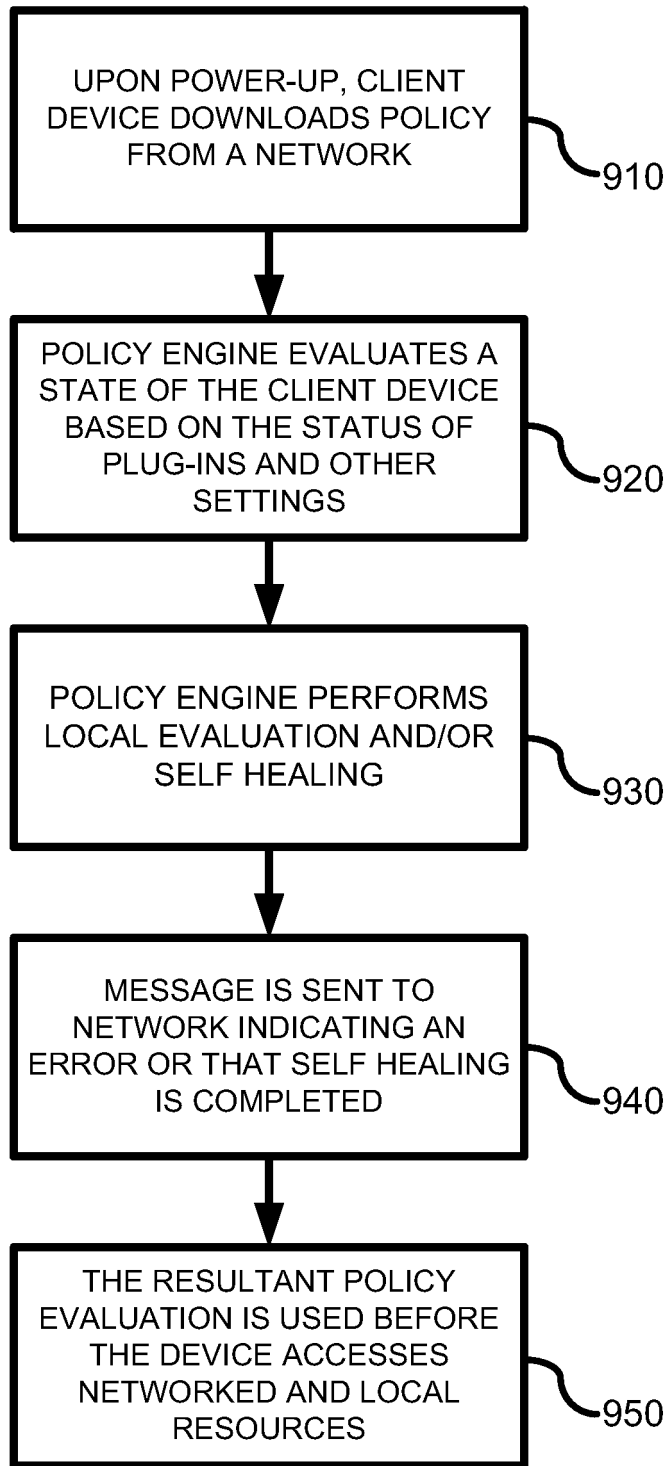 UPON POWER-UP, CLIENT
DEVICE DOWNLOADS POLICY
FROM A NETWORK
910
POLICY ENGINE EVALUATES A
STATE OF THE CLIENT DEVICE
BASED ON THE STATUS OF
PLUG-INS AND OTHER
SETTINGS
920
POLICY ENGINE PERFORMS
LOCAL EVALUATION AND/OR
SELF HEALING
930
MESSAGE IS SENT TO
NETWORK INDICATING AN
ERROR OR THAT SELF HEALING
IS COMPLETED
940
THE RESULTANT POLICY
EVALUATION IS USED BEFORE
THE DEVICE ACCESSES
NETWORKED AND LOCAL
RESOURCES
950